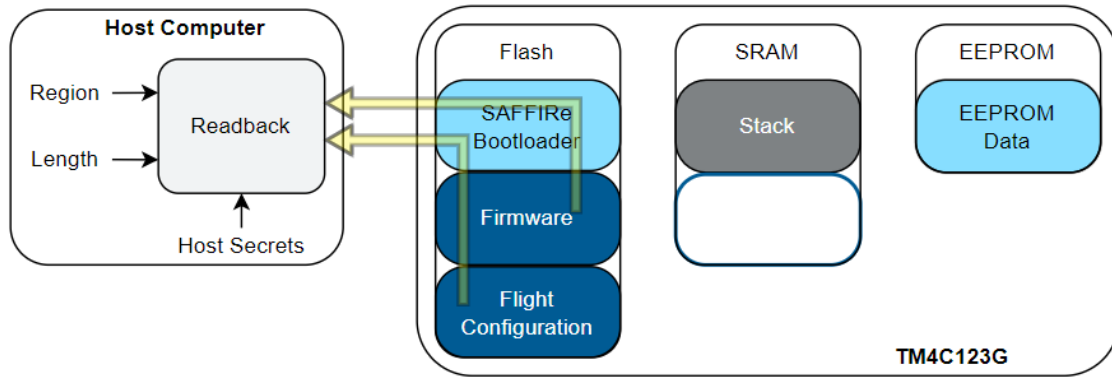 Host Computer
Region
Length
Readback
Host Secrets
Flash
SAFFIRe
Bootloader
Firmware
Flight
Configuration
SRAM
Stack
EEPROM
EEPROM
Data
TM4C123G